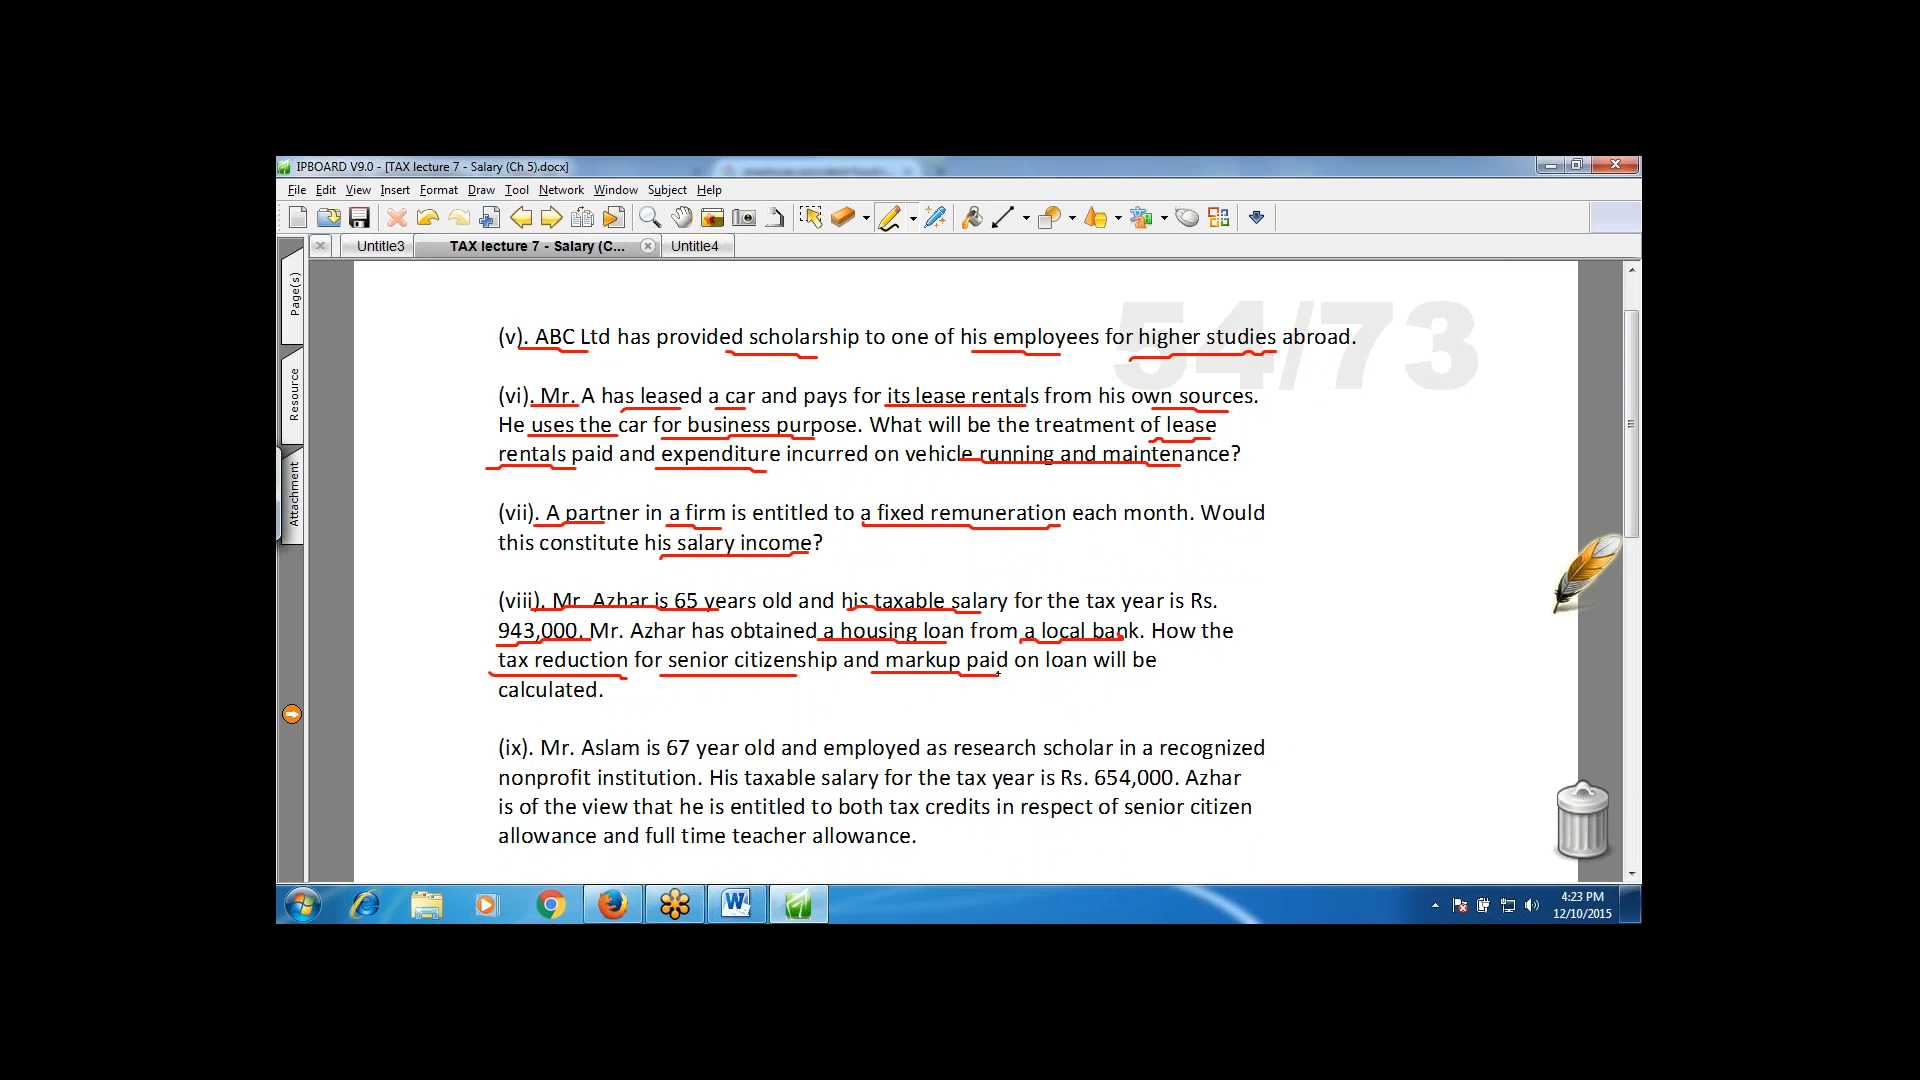 IPBOARD V9.0 - [TAX lecture 7 - Salary (Ch 5).docx]
File Edit View Insert Format Draw Tool Network Window Subject Help
Untitle3 TAX lecture 7 - Salary (C... Untitle4
Page(s)
Resource
Attachment
54/73
(v). ABC Ltd has provided scholarship to one of his employees for higher studies abroad.
(vi). Mr. A has leased a car and pays for its lease rentals from his own sources.
He uses the car for business purpose. What will be the treatment of lease
rentals paid and expenditure incurred on vehicle running and maintenance?
(vii). A partner in a firm is entitled to a fixed remuneration each month. Would
this constitute his salary income?
(viii). Mr. Azhar is 65 years old and his taxable salary for the tax year is Rs.
943,000. Mr. Azhar has obtained a housing loan from a local bank. How the
tax reduction for senior citizenship and markup paid on loan will be
calculated.
(ix). Mr. Aslam is 67 year old and employed as research scholar in a recognized
nonprofit institution. His taxable salary for the tax year is Rs. 654,000. Azhar
is of the view that he is entitled to both tax credits in respect of senior citizen
allowance and full time teacher allowance.
4:23 PM
12/10/2015